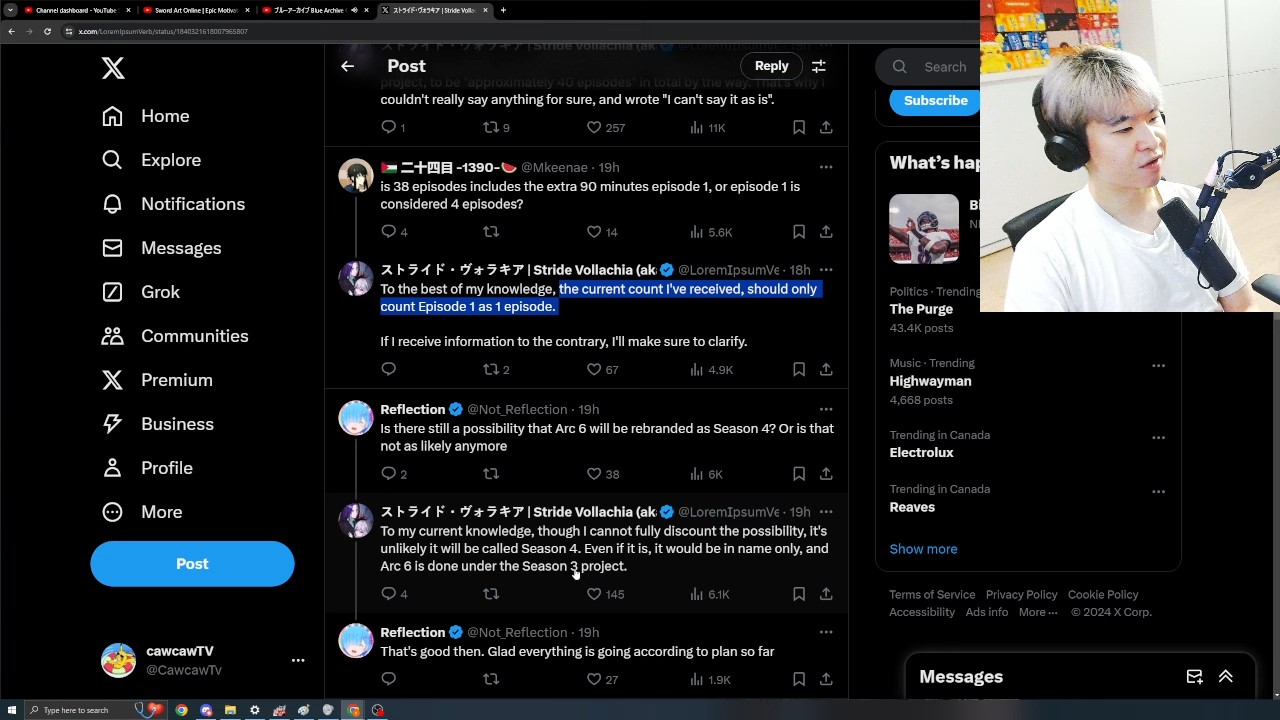 Channel dashboard - YouTube
Sword Art Online | Epic Motivat
ブルーアーカイブ Blue Archive
ストライド・ヴォラキア | Stride Volla
x.com/LoremIpsumVerb/status/1840321618007965807
Post
Reply
Search
Home
Explore
Notifications
Messages
Grok
Communities
Premium
Business
Profile
More
Post
cawcawTV
@CawcawTV
ストライド・ヴォラキア | Stride Vollachia (ak
project, to be "approximately 40 episodes" in total by the way. That's why I
couldn't really say anything for sure, and wrote "I can't say it as is".
1 9 257 11K
🇵🇸 二十四目 -1390-🍉 @Mkeenae · 19h
is 38 episodes includes the extra 90 minutes episode 1, or episode 1 is
considered 4 episodes?
4 14 5.6K
ストライド・ヴォラキア | Stride Vollachia (ak @LoremIpsumVe · 18h
To the best of my knowledge, the current count I've received, should only
count Episode 1 as 1 episode.
If I receive information to the contrary, I'll make sure to clarify.
2 67 4.9K
Reflection @Not_Reflection · 19h
Is there still a possibility that Arc 6 will be rebranded as Season 4? Or is that
not as likely anymore
2 38 6K
ストライド・ヴォラキア | Stride Vollachia (ak @LoremIpsumVe · 19h
To my current knowledge, though I cannot fully discount the possibility, it's
unlikely it will be called Season 4. Even if it is, it would be in name only, and
Arc 6 is done under the Season 3 project.
4 145 6.1K
Reflection @Not_Reflection · 19h
That's good then. Glad everything is going according to plan so far
27 1.9K
Subscribe
What's hap
Politics · Trending
The Purge
43.4K posts
Music · Trending
Highwayman
4,668 posts
Trending in Canada
Electrolux
Trending in Canada
Reaves
Show more
Terms of Service Privacy Policy Cookie Policy
Accessibility Ads info More ··· © 2024 X Corp.
Messages
Type here to search